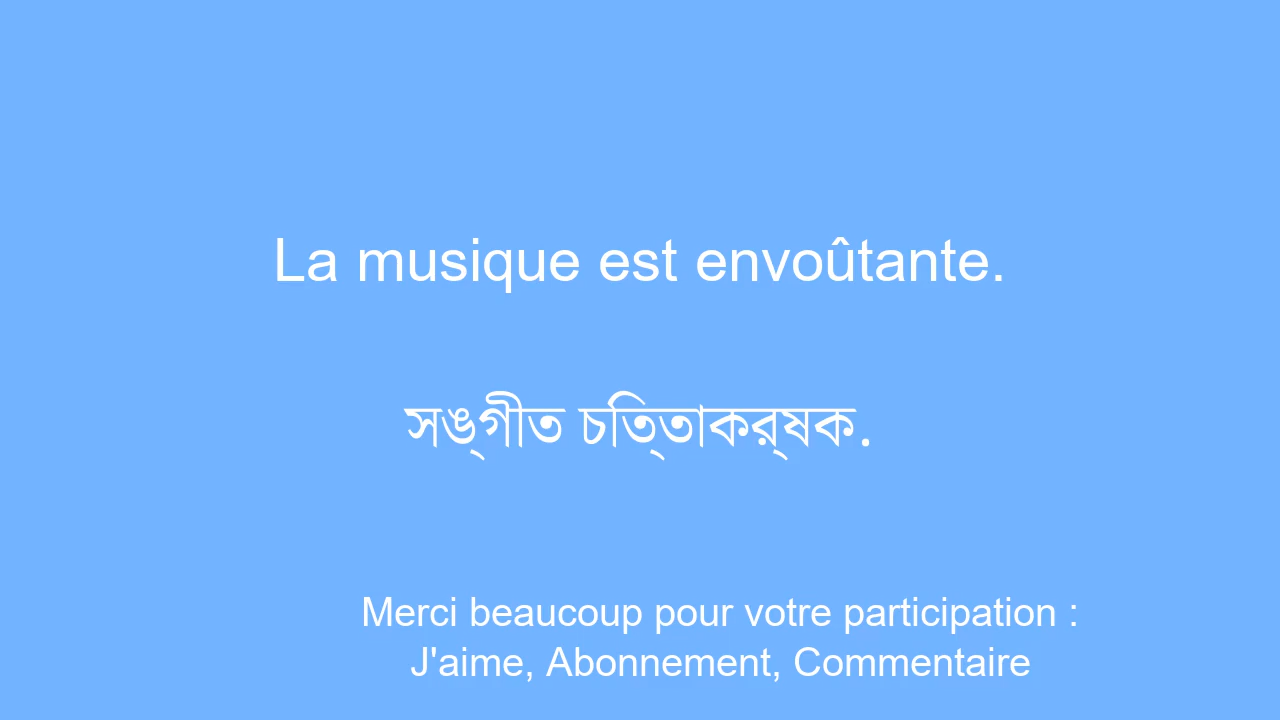 La musique est envoûtante.
সঙ্গীত চিত্তাকর্ষক.
Merci beaucoup pour votre participation :
J'aime, Abonnement, Commentaire